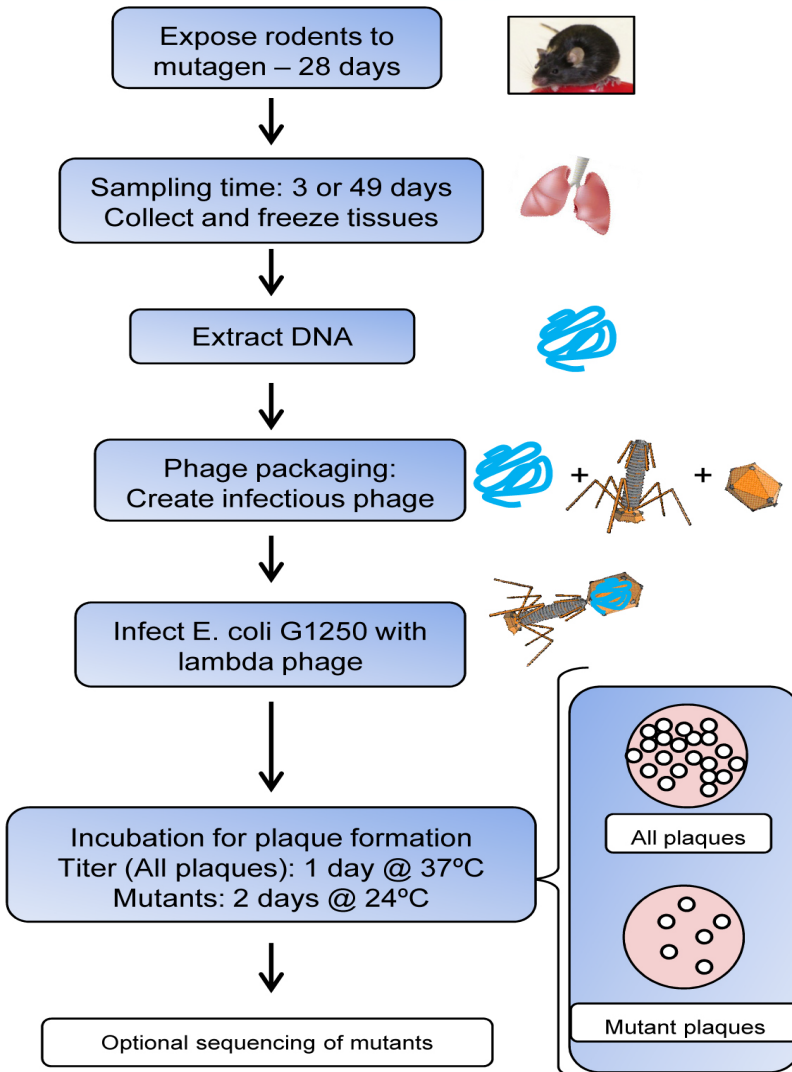 Expose rodents to
mutagen – 28 days
Sampling time: 3 or 49 days
Collect and freeze tissues
Extract DNA
Phage packaging:
Create infectious phage
+
+
Infect E. coli G1250 with
lambda phage
Incubation for plaque formation
Titer (All plaques): 1 day @ 37ºC
Mutants: 2 days @ 24ºC
All plaques
Mutant plaques
Optional sequencing of mutants